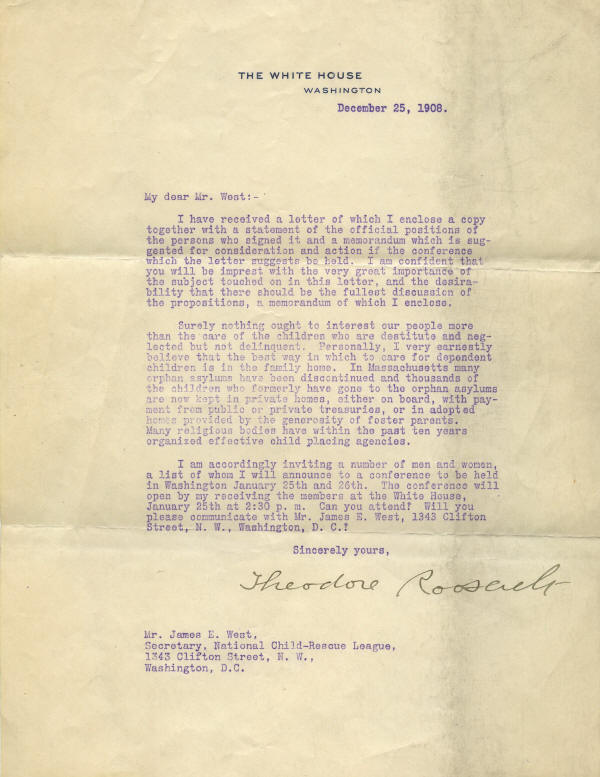 THE WHITE HOUSE
WASHINGTON
December 25, 1908.
My dear Mr. West:-
I have received a letter of which I enclose a copy
together with a statement of the official positions of
the persons who signed it and a memorandum which is sug-
gested for consideration and action if the conference
which the letter suggests be held. I am confident that
you will be imprest with the very great importance of
the subject touched on in this letter, and the desira-
bility that there should be the fullest discussion of
the propositions, a memorandum of which I enclose.
Surely nothing ought to interest our people more
than the care of the children who are destitute and neg-
lected but not delinquent. Personally, I very earnestly
believe that the best way in which to care for dependent
children is in the family home. In Massachusetts many
orphan asylums have been discontinued and thousands of
the children who formerly have gone to the orphan asylums
are now kept in private homes, either on board, with pay-
ment from public or private treasuries, or in adopted
homes provided by the generosity of foster parents.
Many religious bodies have within the past ten years
organized effective child placing agencies.
I am accordingly inviting a number of men and women,
a list of whom I will announce to a conference to be held
in Washington January 25th and 26th. The conference will
open by my receiving the members at the White House,
January 25th at 2:30 p. m. Can you attend? Will you
please communicate with Mr. James E. West, 1343 Clifton
Street, N. W., Washington, D. C.?
Sincerely yours,
Theodore Roosevelt
Mr. James E. West,
Secretary, National Child-Rescue League,
1343 Clifton Street, N. W.,
Washington, D.C.